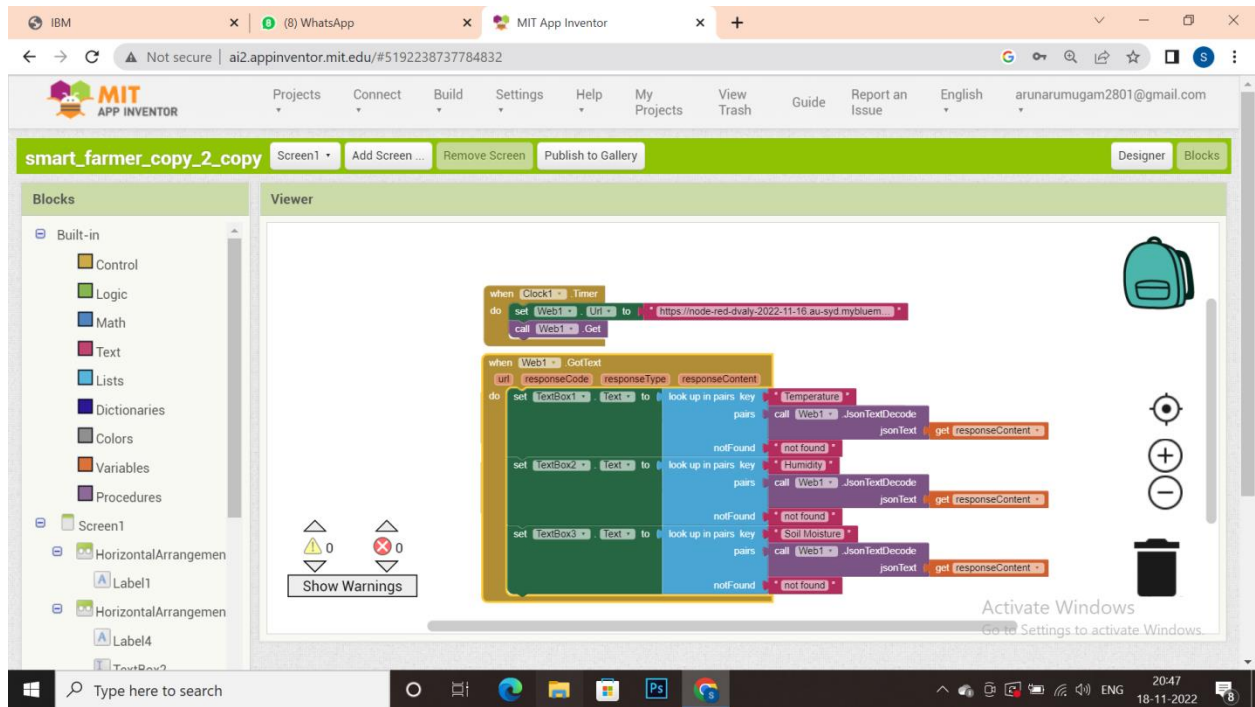 IBM
(8) WhatsApp
MIT App Inventor
Not secure | ai2.appinventor.mit.edu/#5192238737784832
S
MIT
APP INVENTOR
Projects Connect Build Settings Help My Projects View Trash Guide Report an Issue English arunarumugam2801@gmail.com
smart_farmer_copy_2_copy Screen1 Add Screen ... Remove Screen Publish to Gallery Designer Blocks
Blocks
Viewer
Built-in
Control
Logic
Math
Text
Lists
Dictionaries
Colors
Variables
Procedures
Screen1
HorizontalArrangemen
Label1
HorizontalArrangemen
Label4
TextBox2
when Clock1 .Timer
do set Web1 . Url to " https://node-red-dvaly-2022-11-16.au-syd.mybluem... "
call Web1 .Get
when Web1 .GotText
url responseCode responseType responseContent
do set TextBox1 . Text to look up in pairs key " Temperature "
pairs call Web1 .JsonTextDecode
jsonText get responseContent
notFound " not found "
set TextBox2 . Text to look up in pairs key " Humidity "
pairs call Web1 .JsonTextDecode
jsonText get responseContent
notFound " not found "
set TextBox3 . Text to look up in pairs key " Soil Moisture "
pairs call Web1 .JsonTextDecode
jsonText get responseContent
notFound " not found "
0 0
Show Warnings
Activate Windows
Go to Settings to activate Windows.
Type here to search
Ps
ENG
20:47
18-11-2022
8